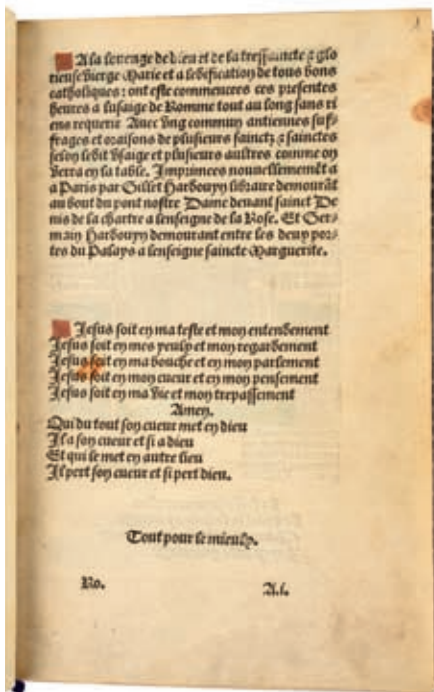 A la louenge de dieu et de la tressaincte ⁊ glo
rieuse vierge Marie et a ledification de tous bons
catholiques: ont este commencees ces presentes
heures a lusaige de Romme tout au long sans ri
ens requerir Avec vng commun antiennes suf-
frages et oraisons de plusieurs sainctz ⁊ sainctes
selon ledit vsaige et plusieurs aultres comme on
verra en la table. Imprimees nouuellemēt a
a Paris par Gillet Hardouyn libraire demourāt
au bout du pont nostre Dame deuant sainct De
nis de la chartre a lenseigne de la Rose. Et Ger-
main Hardouyn demourant entre les deux por-
tes du Palays a lenseigne saincte Marguerite.
Jesus soit en ma teste et mon entendement
Jesus soit en mes yeulx et mon regardement
Jesus soit en ma bouche et en mon parlement
Jesus soit en mon cueur et en mon pensement
Jesus soit en ma vie et mon trepassement
Amen.
Qui du tout son cueur met en dieu
Il a son cueur et si a dieu
Et qui le met en autre lieu
Il pert son cueur et si pert dieu.
Tout pour le mieulx.
Ro. A.i.